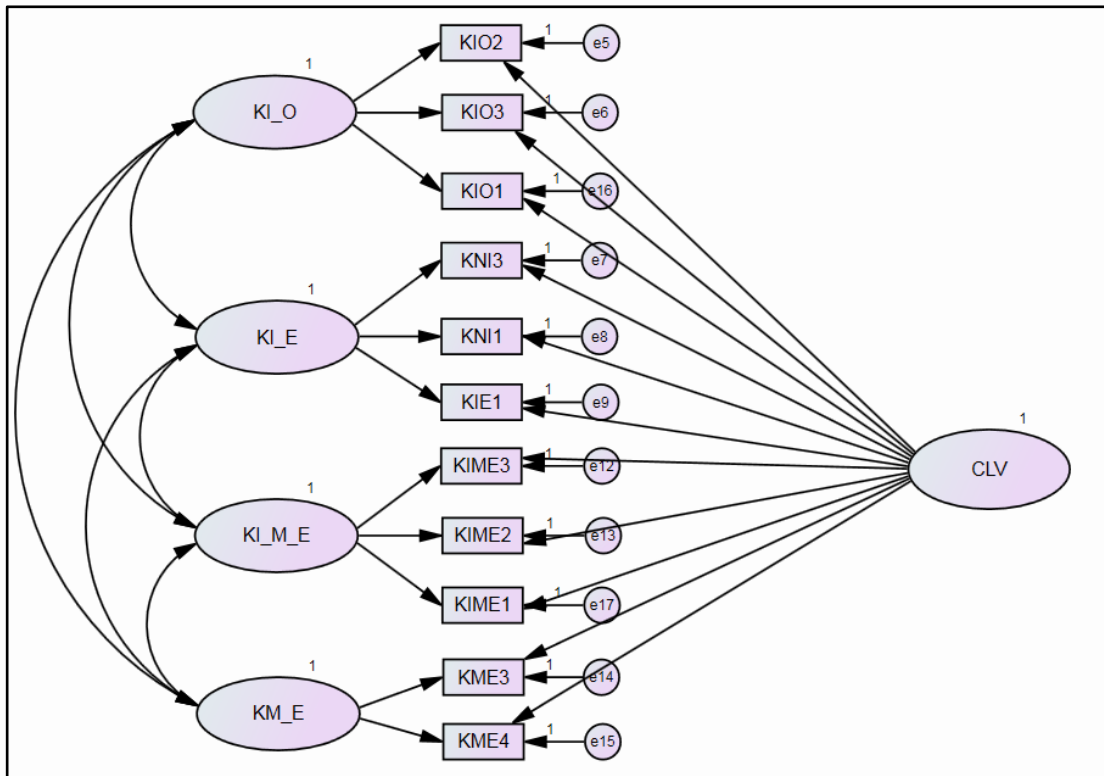 1
KI_O
KIO2
1
e5
KIO3
1
e6
KIO1
1
e16
1
KI_E
KNI3
1
e7
KNI1
1
e8
KIE1
1
e9
1
KI_M_E
KIME3
1
e12
KIME2
1
e13
KIME1
1
e17
1
KM_E
KME3
1
e14
KME4
1
e15
1
CLV